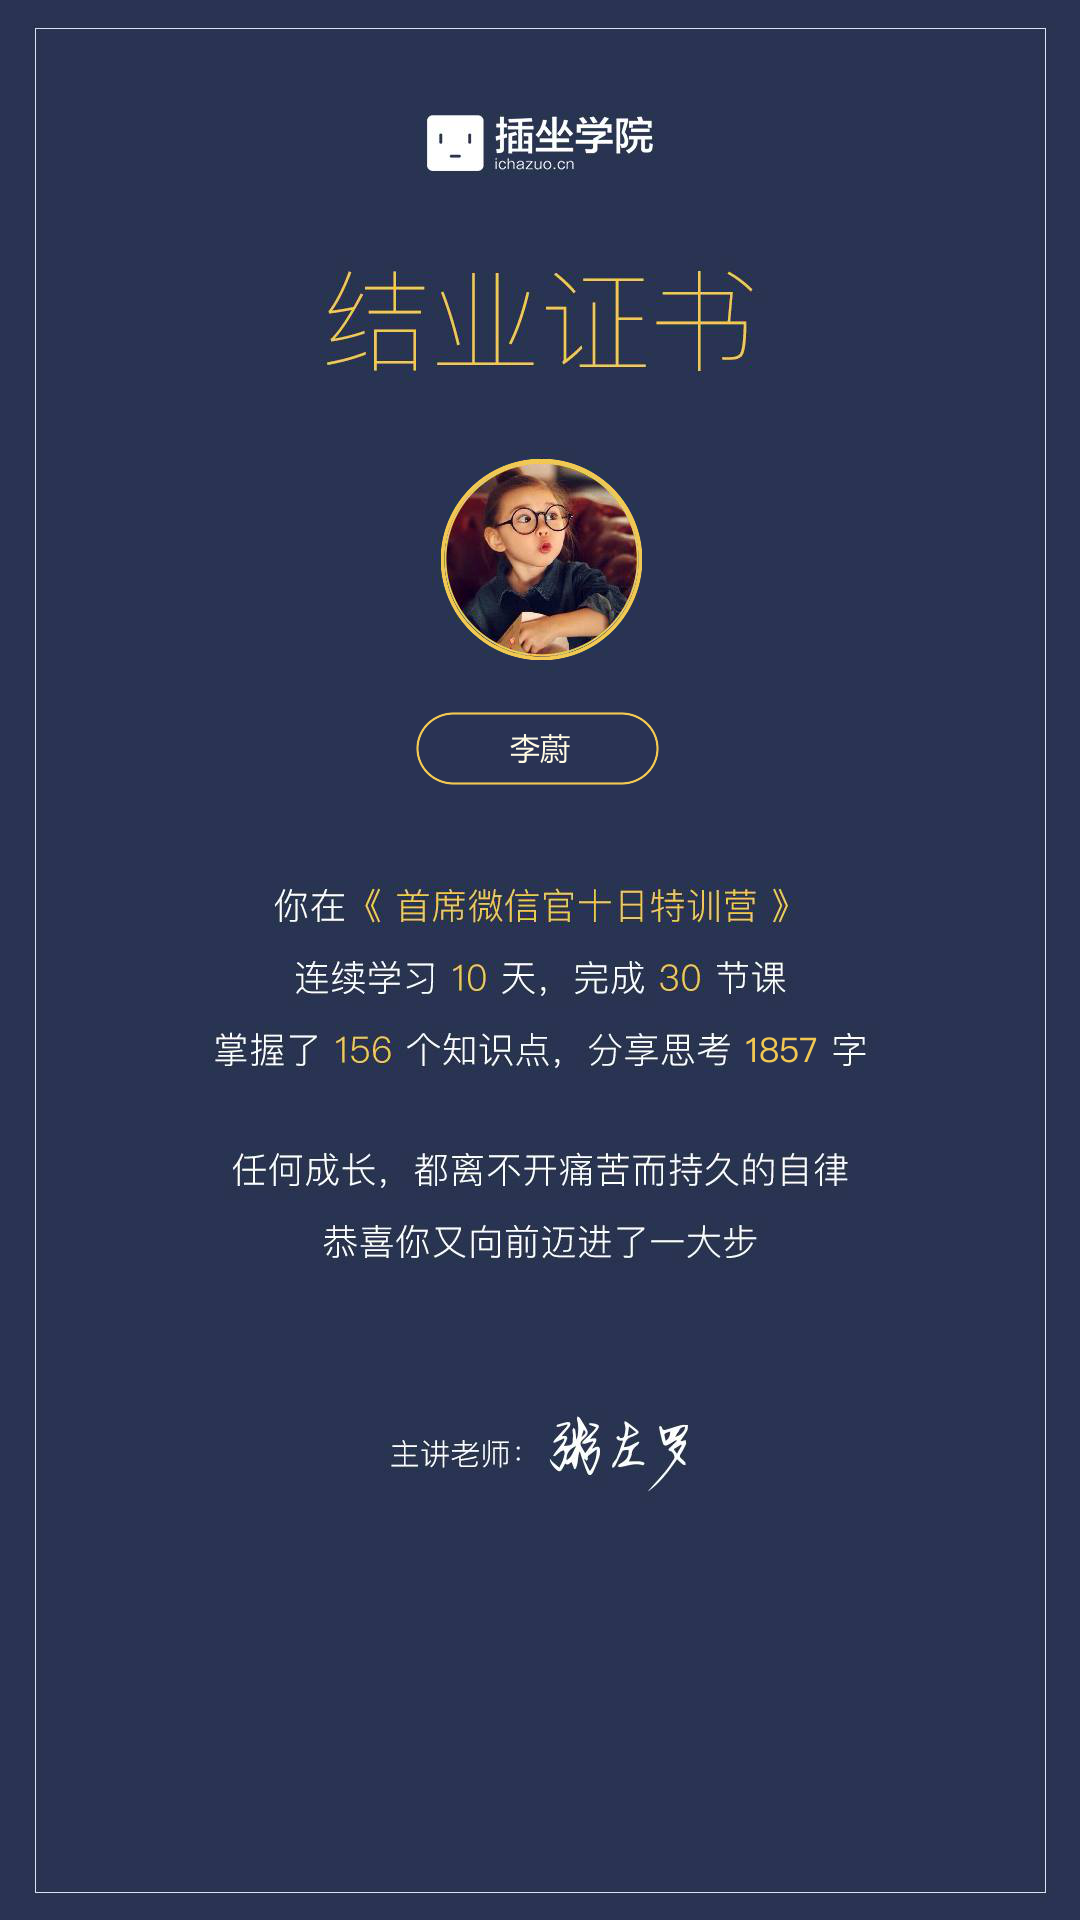 插坐学院
ichazuo.cn
结业证书
李蔚
你在《 首席微信官十日特训营 》
连续学习 10 天，完成 30 节课
掌握了 156 个知识点，分享思考 1857 字
任何成长，都离不开痛苦而持久的自律
恭喜你又向前迈进了一大步
主讲老师：粥左罗